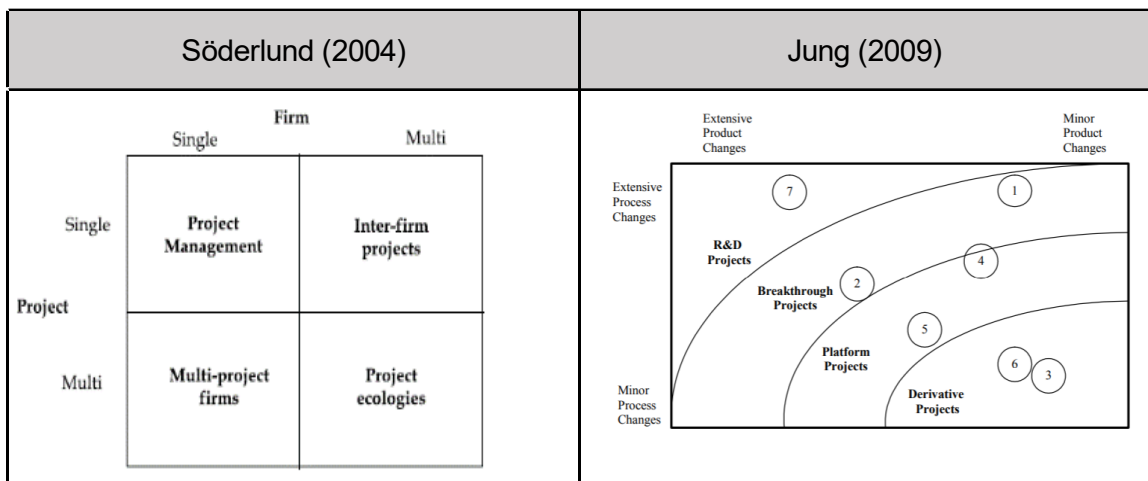 Söderlund (2004)
Jung (2009)
Firm
Single
Multi
Single
Project
Management
Inter-firm
projects
Project
Multi
Multi-project
firms
Project
ecologies
Extensive
Product
Changes
Minor
Product
Changes
Extensive
Process
Changes
7
1
R&D
Projects
4
Breakthrough
Projects
2
5
Platform
Projects
6
3
Derivative
Projects
Minor
Process
Changes